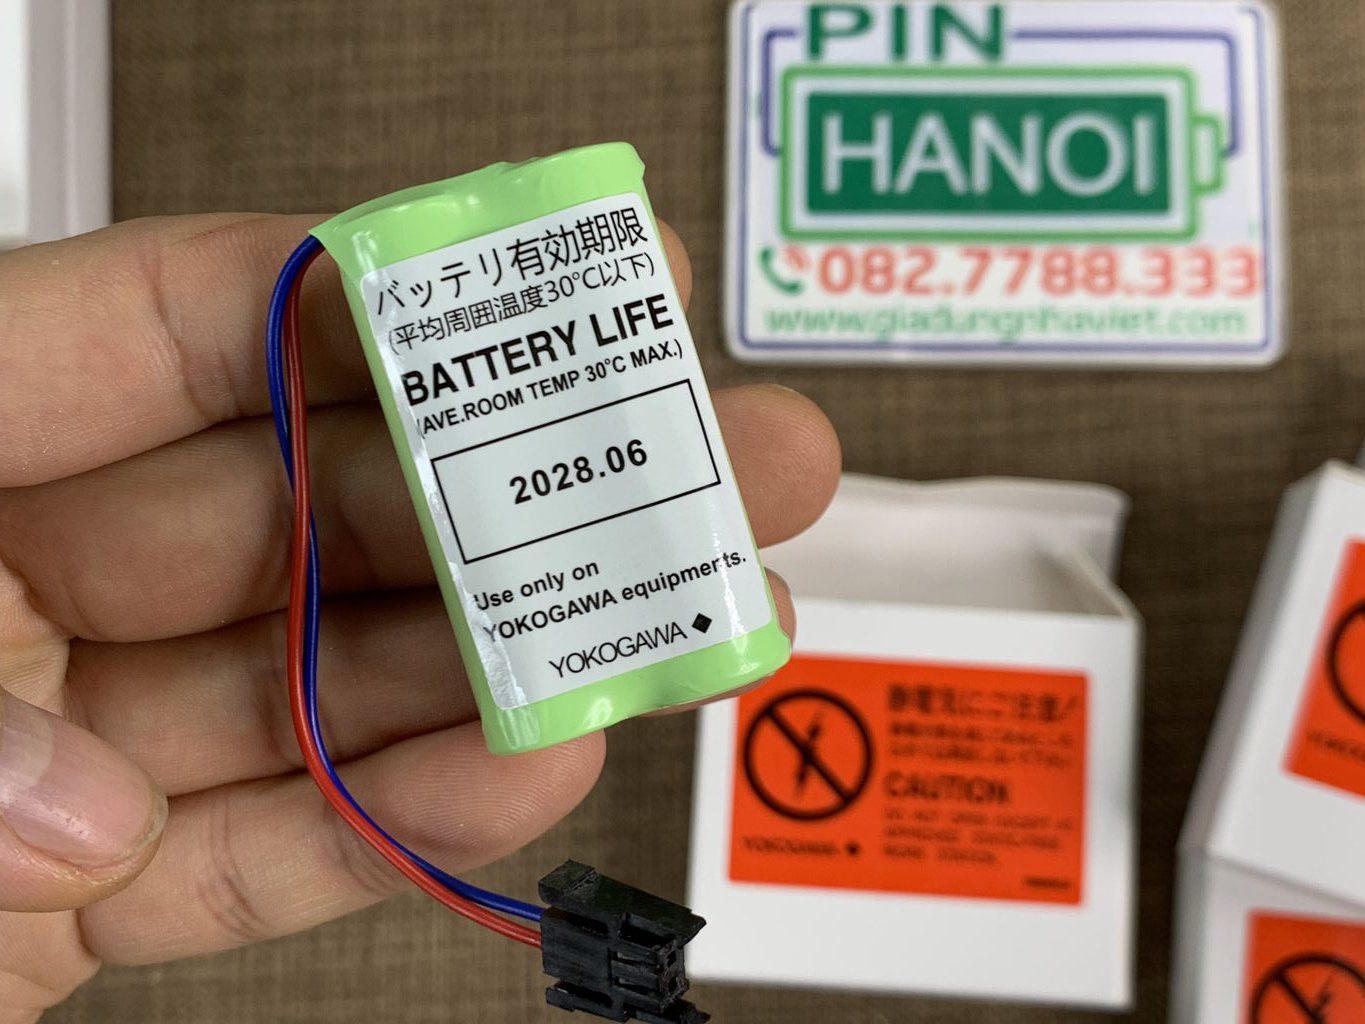 PIN
HANOI
082.7788.333
www.giadungnhaviet.com
バッテリ有効期限
(平均周囲温度30°C以下)
BATTERY LIFE
(AVE.ROOM TEMP 30°C MAX.)
2028.06
Use only on
YOKOGAWA equipments.
YOKOGAWA
静電気にご注意!
CAUTION
YOKOGAWA